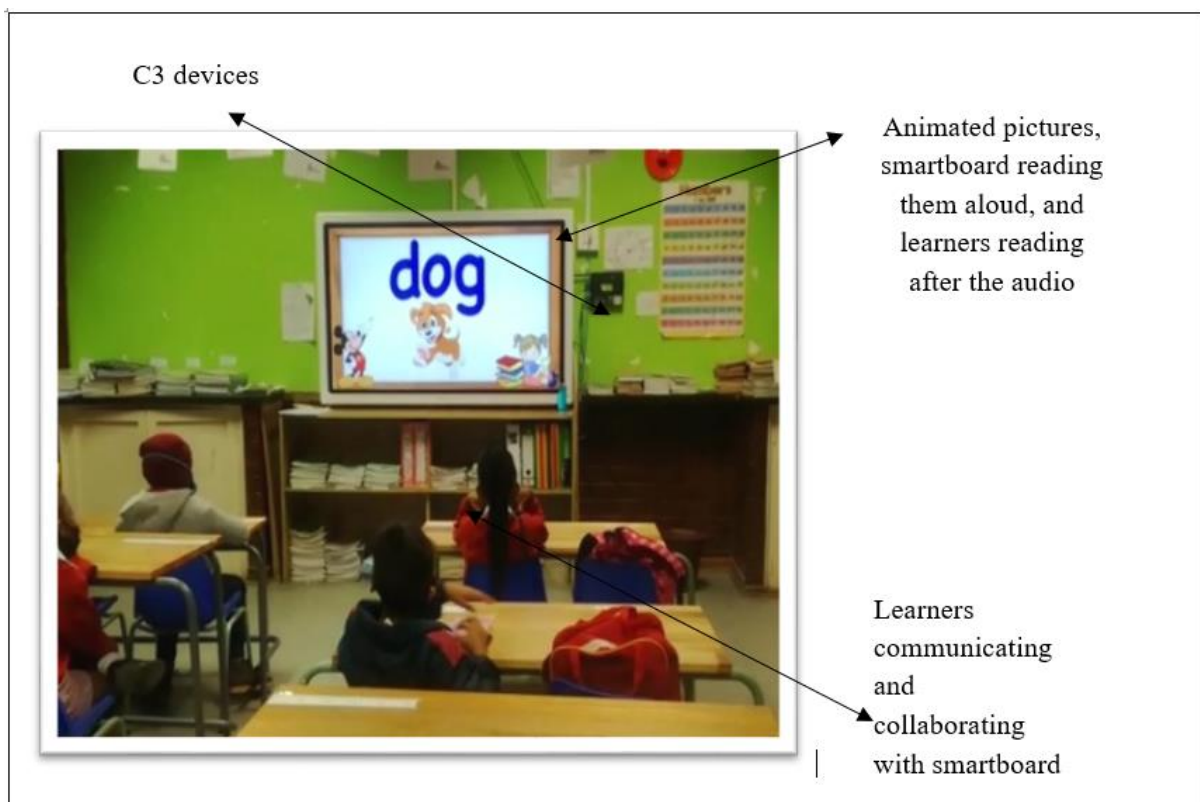 C3 devices
Animated pictures,
smartboard reading
them aloud, and
learners reading
after the audio
dog
Numbers
Learners
communicating
and
collaborating
with smartboard